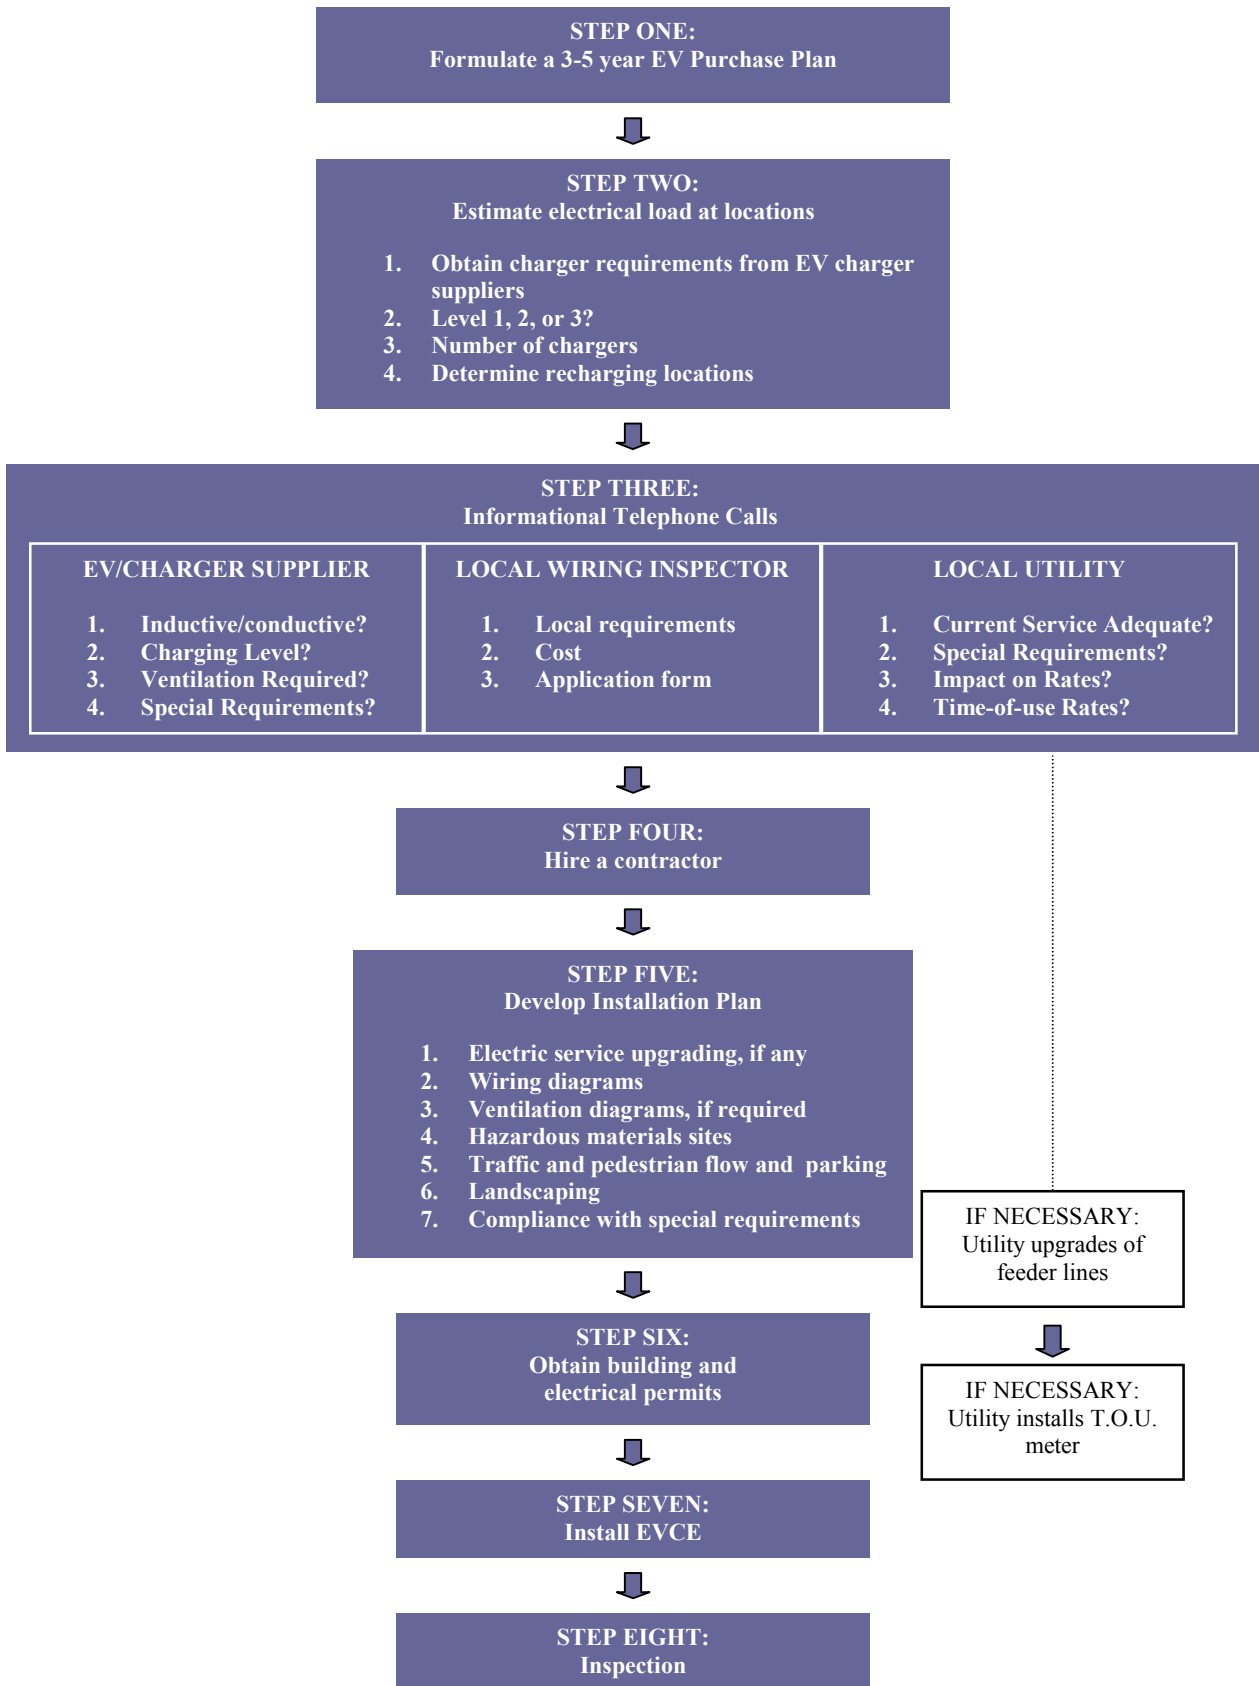 STEP ONE:
Formulate a 3-5 year EV Purchase Plan
STEP TWO:
Estimate electrical load at locations
1. Obtain charger requirements from EV charger
suppliers
2. Level 1, 2, or 3?
3. Number of chargers
4. Determine recharging locations
STEP THREE:
Informational Telephone Calls
EV/CHARGER SUPPLIER
1. Inductive/conductive?
2. Charging Level?
3. Ventilation Required?
4. Special Requirements?
LOCAL WIRING INSPECTOR
1. Local requirements
2. Cost
3. Application form
LOCAL UTILITY
1. Current Service Adequate?
2. Special Requirements?
3. Impact on Rates?
4. Time-of-use Rates?
STEP FOUR:
Hire a contractor
STEP FIVE:
Develop Installation Plan
1. Electric service upgrading, if any
2. Wiring diagrams
3. Ventilation diagrams, if required
4. Hazardous materials sites
5. Traffic and pedestrian flow and parking
6. Landscaping
7. Compliance with special requirements
IF NECESSARY:
Utility upgrades of
feeder lines
STEP SIX:
Obtain building and
electrical permits
IF NECESSARY:
Utility installs T.O.U.
meter
STEP SEVEN:
Install EVCE
STEP EIGHT:
Inspection